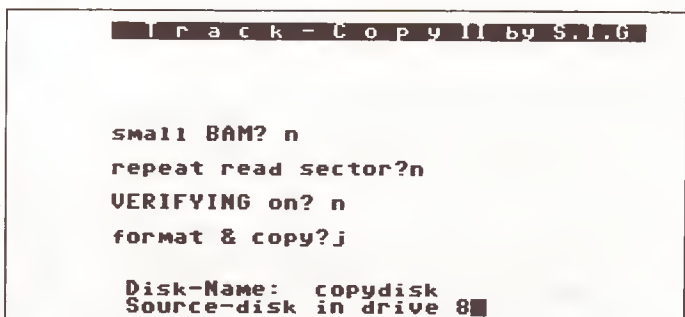 Track-Copy II by S.I.G
small BAM? n
repeat read sector?n
VERIFYING on? n
format & copy?j
Disk-Name: copydisk
Source-disk in drive 8